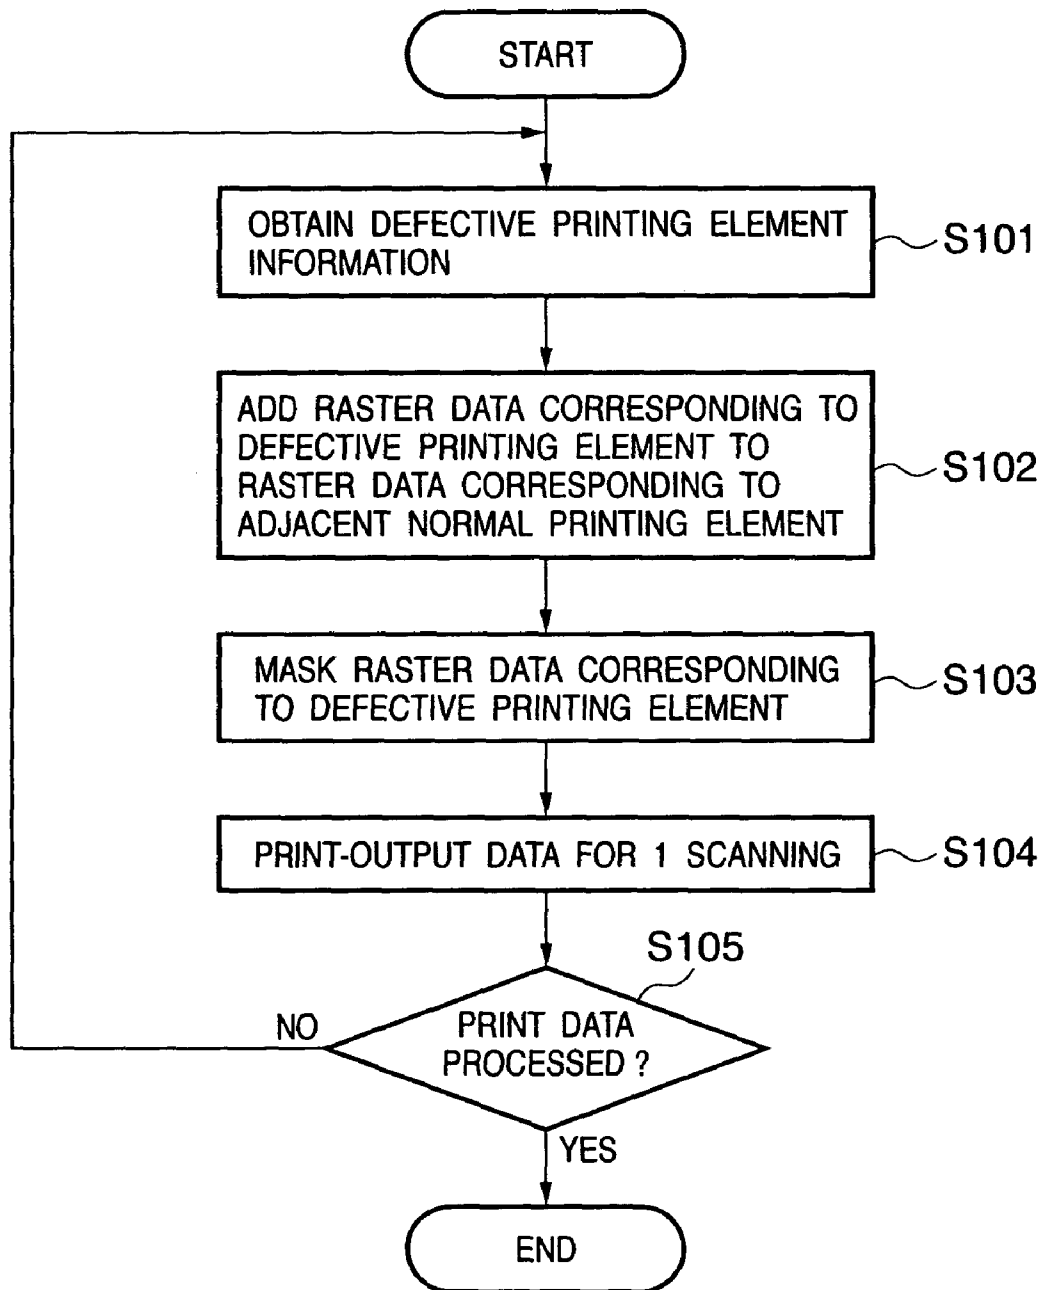 START
OBTAIN DEFECTIVE PRINTING ELEMENT
INFORMATION
S101
ADD RASTER DATA CORRESPONDING TO
DEFECTIVE PRINTING ELEMENT TO
RASTER DATA CORRESPONDING TO
ADJACENT NORMAL PRINTING ELEMENT
S102
MASK RASTER DATA CORRESPONDING
TO DEFECTIVE PRINTING ELEMENT
S103
PRINT-OUTPUT DATA FOR 1 SCANNING
S104
S105
PRINT DATA
PROCESSED ?
NO
YES
END